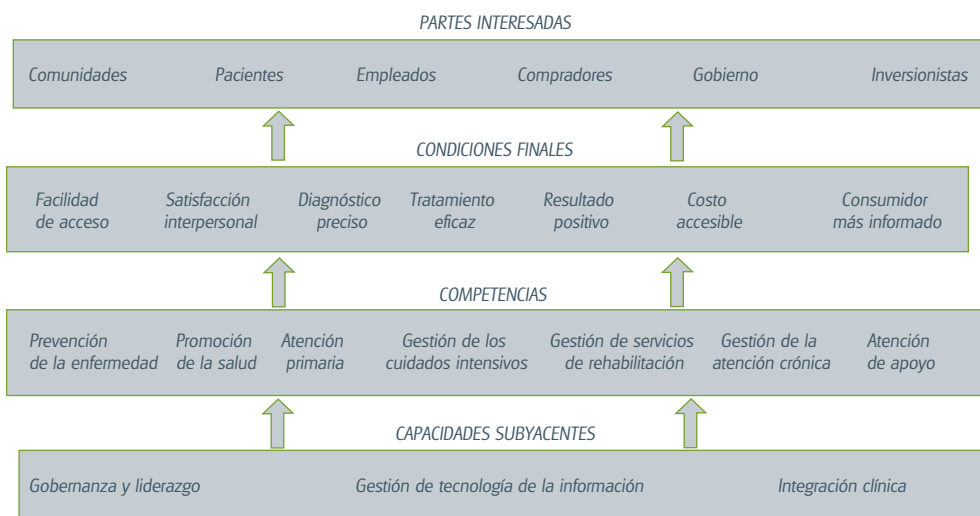 PARTES INTERESADAS
Comunidades Pacientes Empleados Compradores Gobierno Inversionistas
CONDICIONES FINALES
Facilidad Satisfacción Diagnóstico Tratamiento Resultado Costo Consumidor
de acceso interpersonal preciso eficaz positivo accesible más informado
COMPETENCIAS
Prevención Promoción Atención Gestión de los Gestión de servicios Gestión de la Atención
de la enfermedad de la salud primaria cuidados intensivos de rehabilitación atención crónica de apoyo
CAPACIDADES SUBYACENTES
Gobernanza y liderazgo Gestión de tecnología de la información Integración clínica